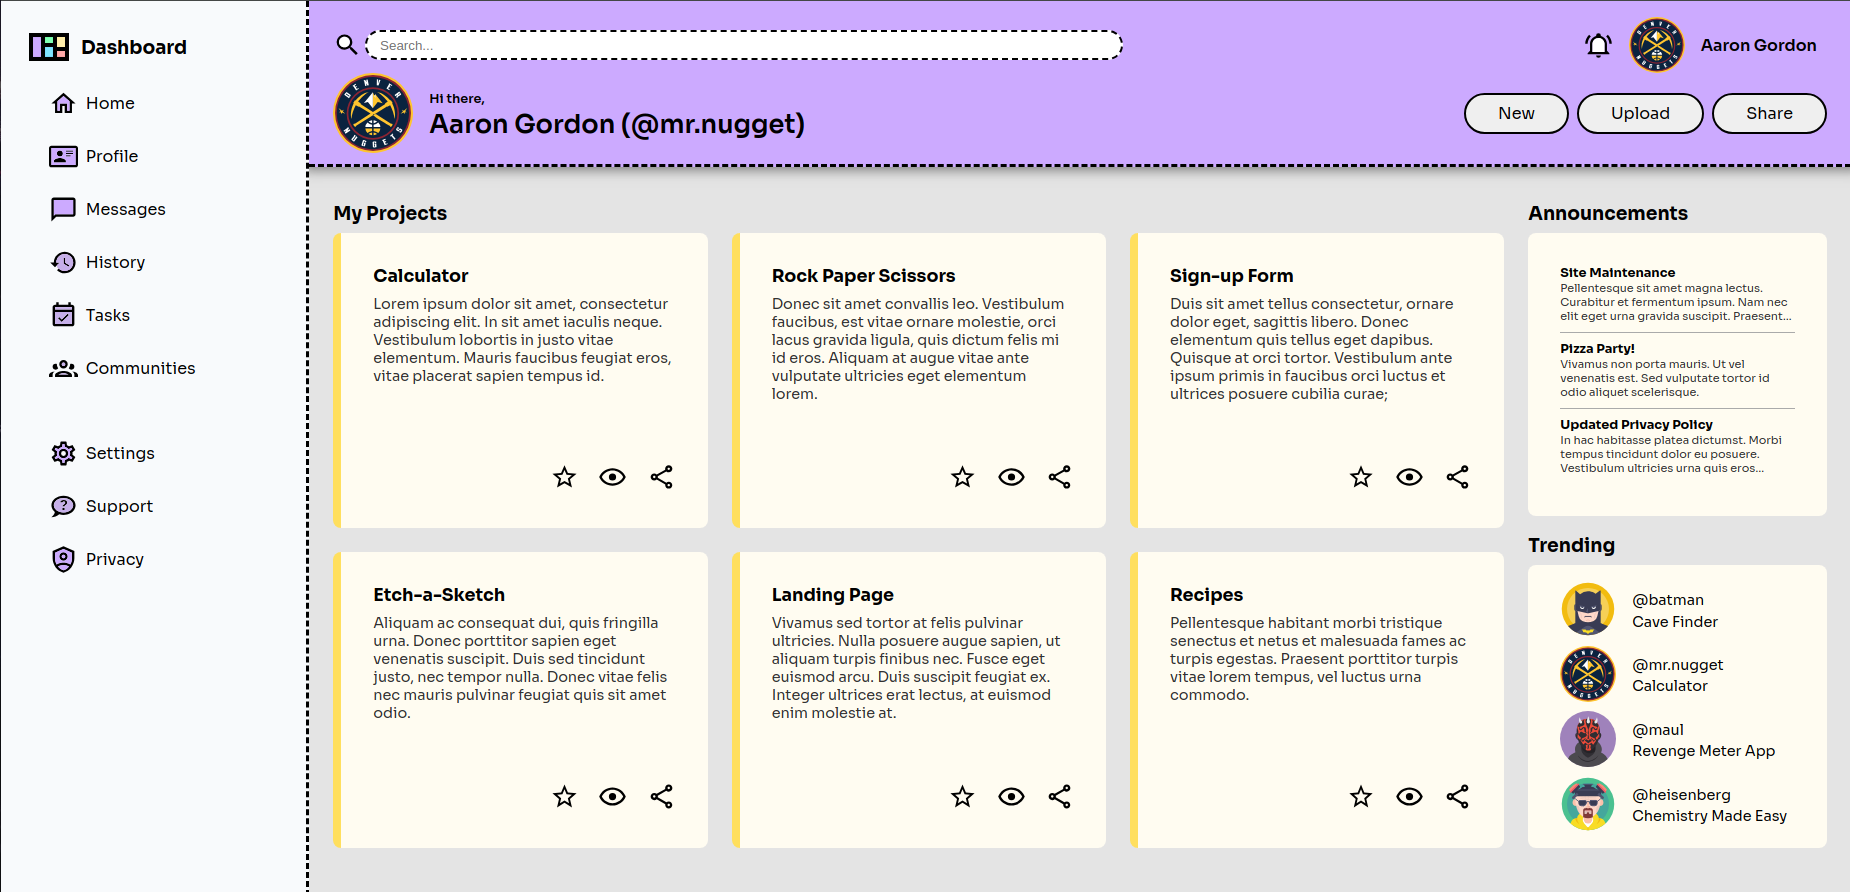 Dashboard
Home
Profile
Messages
History
Tasks
Communities
Settings
Support
Privacy
Search...
Aaron Gordon
DENVER NUGGETS
Hi there,
Aaron Gordon (@mr.nugget)
New
Upload
Share
My Projects
Calculator
Lorem ipsum dolor sit amet, consectetur
adipiscing elit. In sit amet iaculis neque.
Vestibulum lobortis in justo vitae
elementum. Mauris faucibus feugiat eros,
vitae placerat sapien tempus id.
Rock Paper Scissors
Donec sit amet convallis leo. Vestibulum
faucibus, est vitae ornare molestie, orci
lacus gravida ligula, quis dictum felis mi
id eros. Aliquam at augue vitae ante
vulputate ultricies eget elementum
lorem.
Sign-up Form
Duis sit amet tellus consectetur, ornare
dolor eget, sagittis libero. Donec
elementum quis tellus eget dapibus.
Quisque at orci tortor. Vestibulum ante
ipsum primis in faucibus orci luctus et
ultrices posuere cubilia curae;
Etch-a-Sketch
Aliquam ac consequat dui, quis fringilla
urna. Donec porttitor sapien eget
venenatis suscipit. Duis sed tincidunt
justo, nec tempor nulla. Donec vitae felis
nec mauris pulvinar feugiat quis sit amet
odio.
Landing Page
Vivamus sed tortor at felis pulvinar
ultricies. Nulla posuere augue sapien, ut
aliquam turpis finibus nec. Fusce eget
euismod arcu. Duis suscipit feugiat ex.
Integer ultrices erat lectus, at euismod
enim molestie at.
Recipes
Pellentesque habitant morbi tristique
senectus et netus et malesuada fames ac
turpis egestas. Praesent porttitor turpis
vitae lorem tempus, vel luctus urna
commodo.
Announcements
Site Maintenance
Pellentesque sit amet magna lectus.
Curabitur et fermentum ipsum. Nam nec
elit eget urna gravida suscipit. Praesent...
Pizza Party!
Vivamus non porta mauris. Ut vel
venenatis est. Sed vulputate tortor id
odio aliquet scelerisque.
Updated Privacy Policy
In hac habitasse platea dictumst. Morbi
tempus tincidunt dolor eu posuere.
Vestibulum ultricies urna quis eros...
Trending
@batman
Cave Finder
@mr.nugget
Calculator
@maul
Revenge Meter App
@heisenberg
Chemistry Made Easy